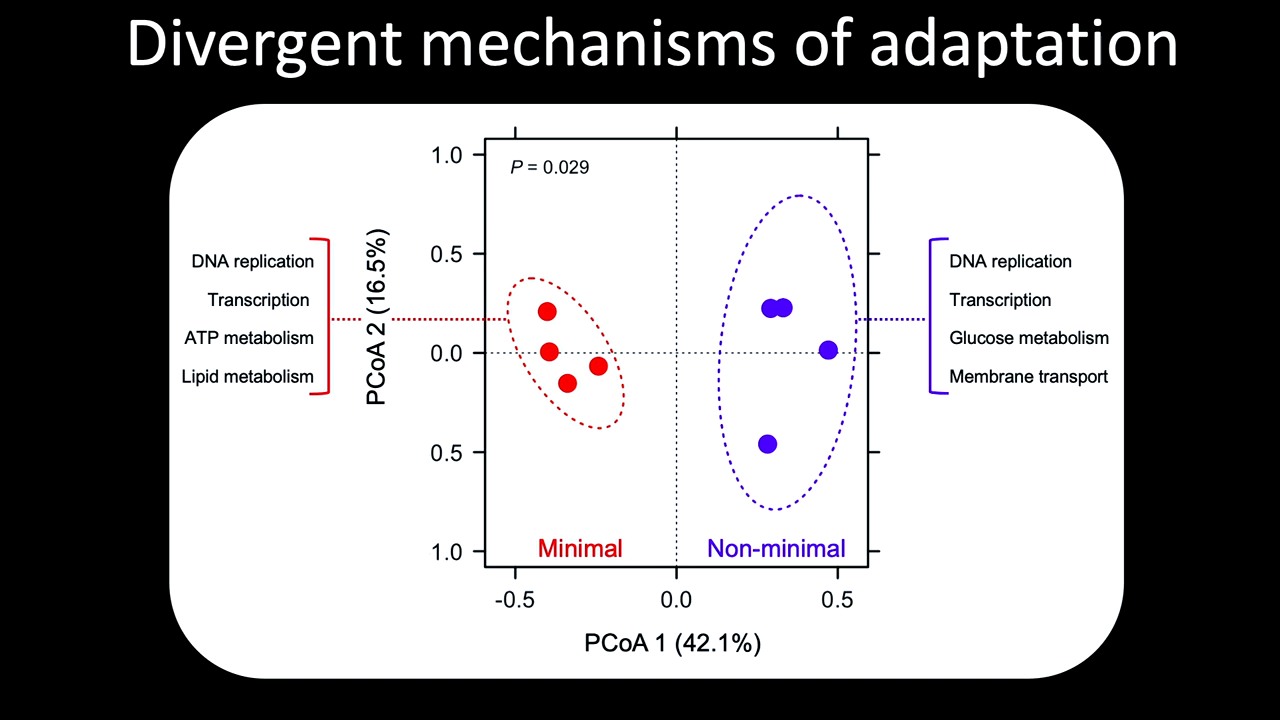 Divergent mechanisms of adaptation
P = 0.029
1.0
0.5
0.0
0.5
1.0
PCoA 2 (16.5%)
DNA replication
Transcription
ATP metabolism
Lipid metabolism
DNA replication
Transcription
Glucose metabolism
Membrane transport
Minimal
Non-minimal
-0.5
0.0
0.5
PCoA 1 (42.1%)